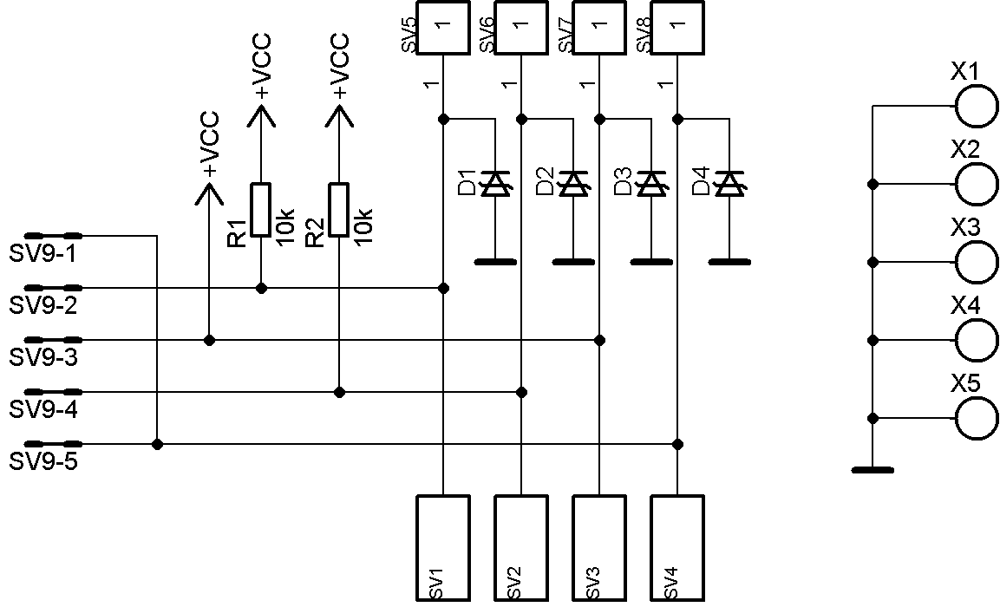 SV5
1
SV6
1
SV7
1
SV8
1
+VCC
+VCC
+VCC
1
1
1
1
X1
X2
X3
X4
X5
D1
D2
D3
D4
R1
10k
R2
10k
SV9-1
SV9-2
SV9-3
SV9-4
SV9-5
SV1
SV2
SV3
SV4